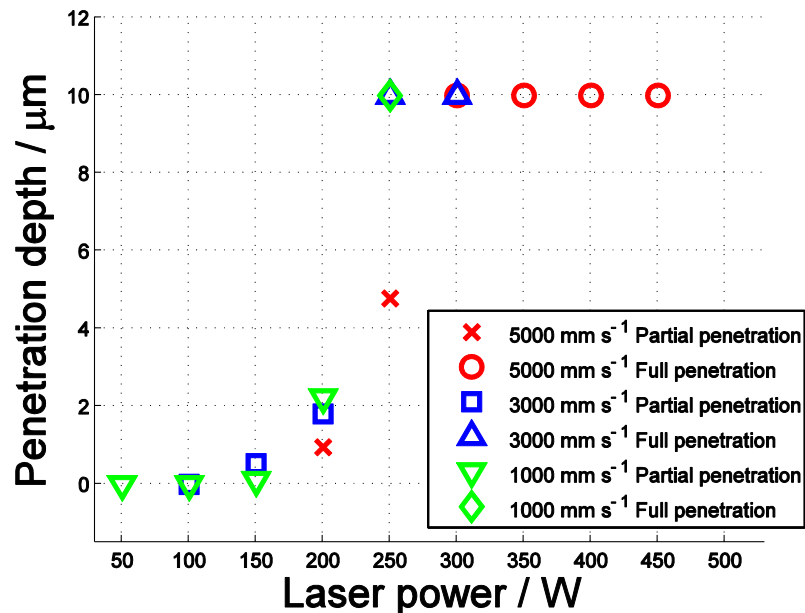 12
10
8
6
4
2
0
Penetration depth / μm
5000 mm s⁻¹ Partial penetration
5000 mm s⁻¹ Full penetration
3000 mm s⁻¹ Partial penetration
3000 mm s⁻¹ Full penetration
1000 mm s⁻¹ Partial penetration
1000 mm s⁻¹ Full penetration
50 100 150 200 250 300 350 400 450 500
Laser power / W